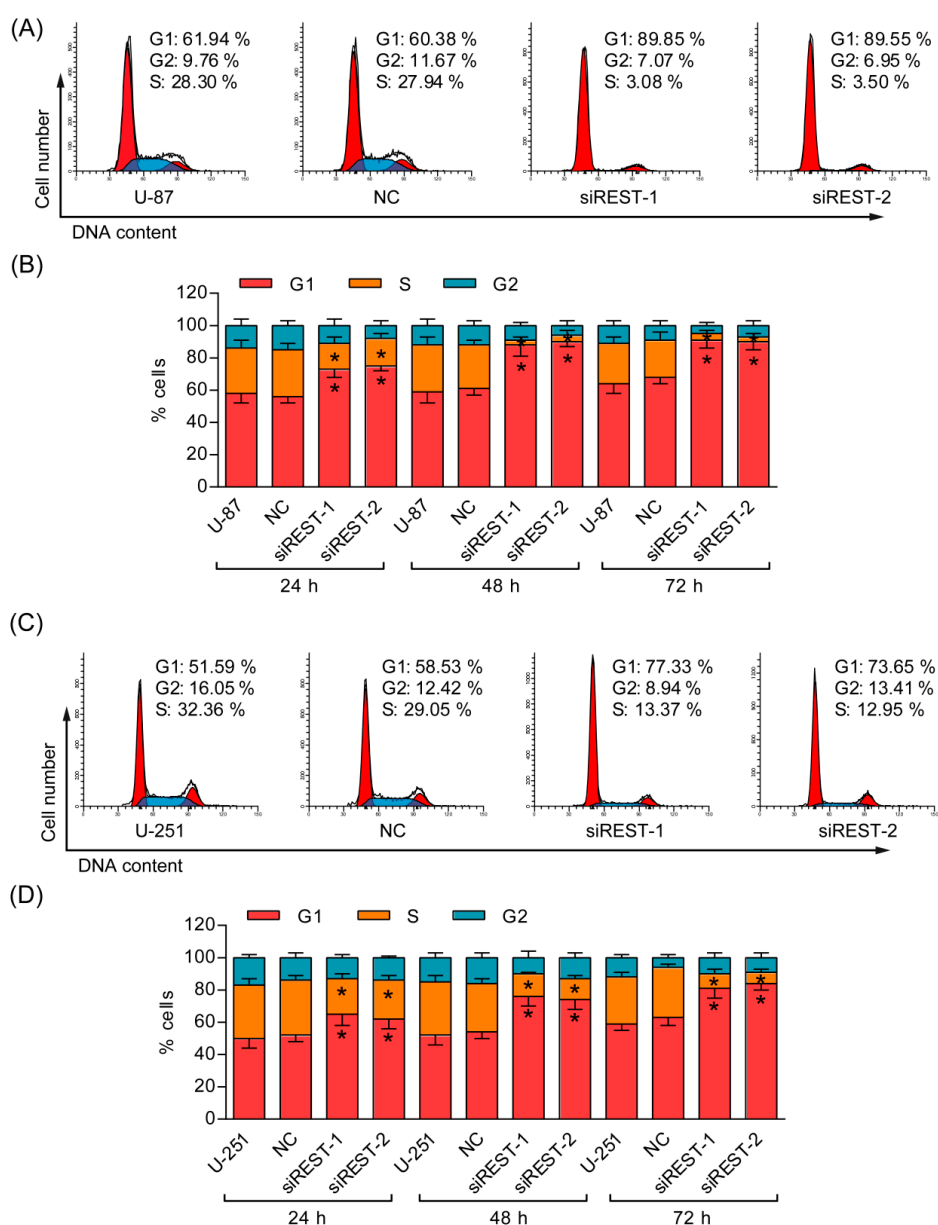 (A)
G1: 61.94 %
G2: 9.76 %
S: 28.30 %
G1: 60.38 %
G2: 11.67 %
S: 27.94 %
G1: 89.85 %
G2: 7.07 %
S: 3.08 %
G1: 89.55 %
G2: 6.95 %
S: 3.50 %
Cell number
U-87 NC siREST-1 siREST-2
DNA content
(B)
G1 S G2
120
100
80
60
40
20
0
% cells
* * * * * *
* * * * * *
U-87 NC siREST-1 siREST-2 U-87 NC siREST-1 siREST-2 U-87 NC siREST-1 siREST-2
24 h 48 h 72 h
(C)
G1: 51.59 %
G2: 16.05 %
S: 32.36 %
G1: 58.53 %
G2: 12.42 %
S: 29.05 %
G1: 77.33 %
G2: 8.94 %
S: 13.37 %
G1: 73.65 %
G2: 13.41 %
S: 12.95 %
Cell number
U-251 NC siREST-1 siREST-2
DNA content
(D)
G1 S G2
120
100
80
60
40
20
0
% cells
* * * * * *
* * * * * *
U-251 NC siREST-1 siREST-2 U-251 NC siREST-1 siREST-2 U-251 NC siREST-1 siREST-2
24 h 48 h 72 h